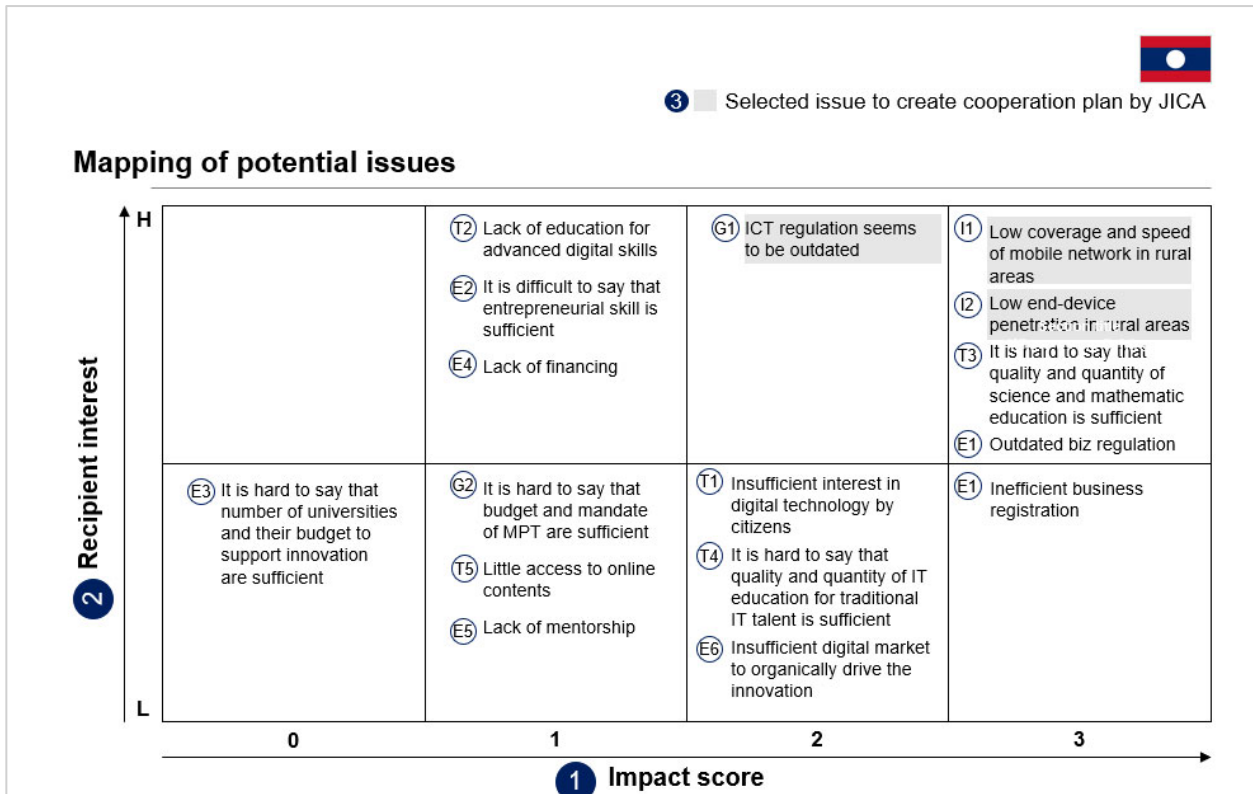 3 Selected issue to create cooperation plan by JICA
Mapping of potential issues
H
T2 Lack of education for
advanced digital skills
E2 It is difficult to say that
entrepreneurial skill is
sufficient
E4 Lack of financing
G1 ICT regulation seems
to be outdated
I1 Low coverage and speed
of mobile network in rural
areas
I2 Low end-device
penetration in rural areas
T3 It is hard to say that
quality and quantity of
science and mathematic
education is sufficient
E1 Outdated biz regulation
2 Recipient interest
E3 It is hard to say that
number of universities
and their budget to
support innovation
are sufficient
G2 It is hard to say that
budget and mandate
of MPT are sufficient
T5 Little access to online
contents
E5 Lack of mentorship
T1 Insufficient interest in
digital technology by
citizens
T4 It is hard to say that
quality and quantity of IT
education for traditional
IT talent is sufficient
E6 Insufficient digital market
to organically drive the
innovation
E1 Inefficient business
registration
L
0 1 2 3
1 Impact score